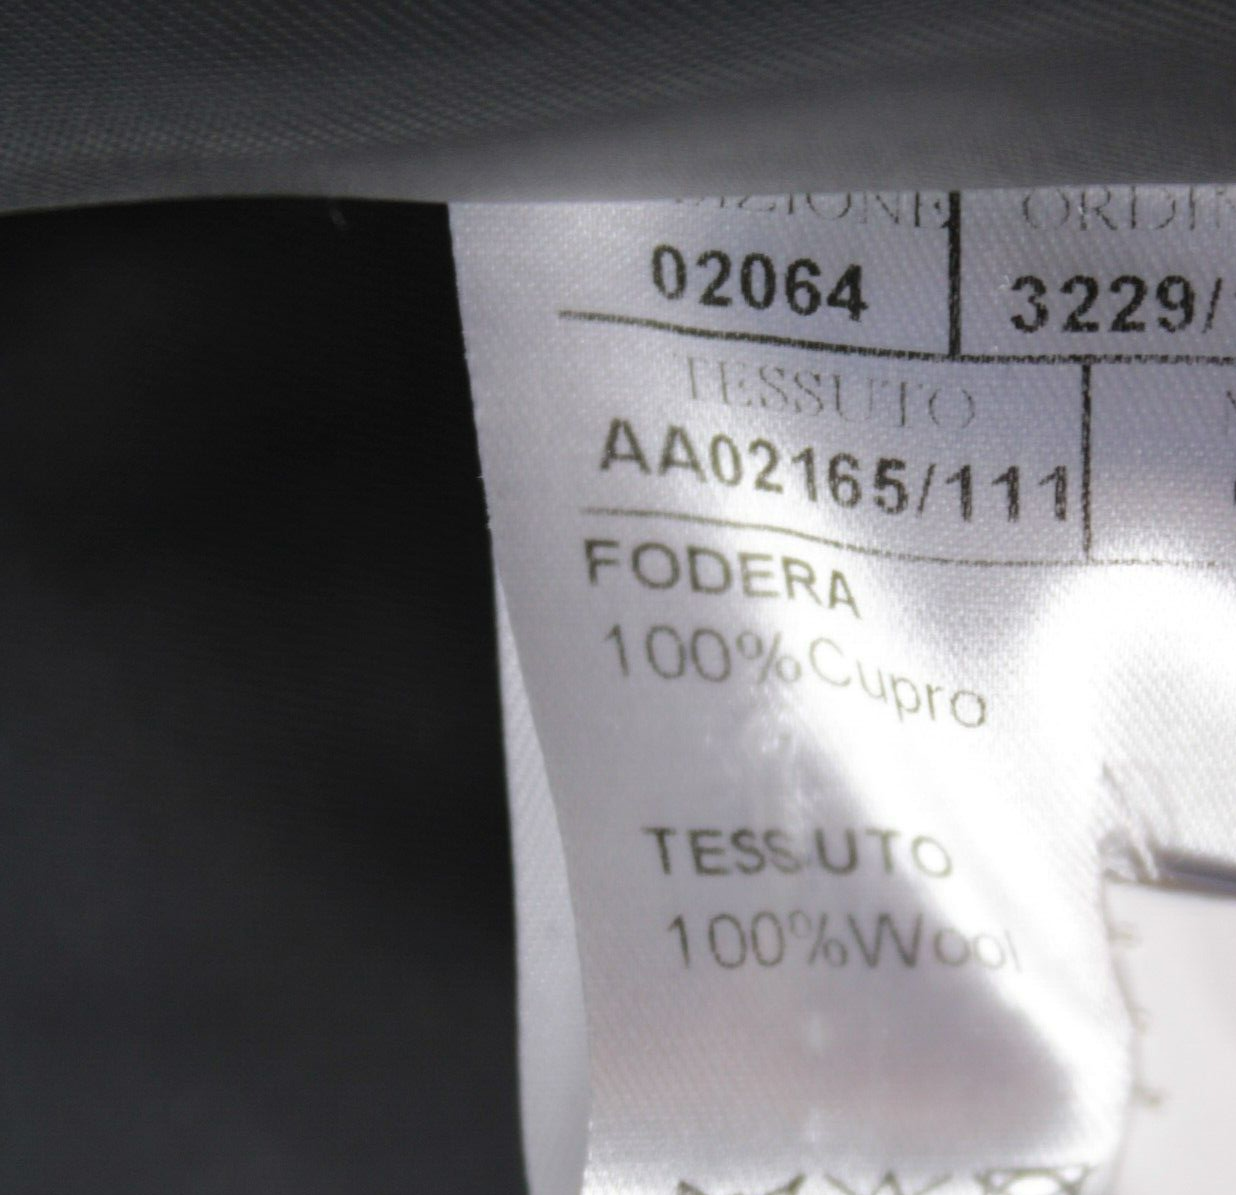 02064
3229/
TESSUTO
AA02165/111
FODERA
100%Cupro
TESSUTO
100%Wool